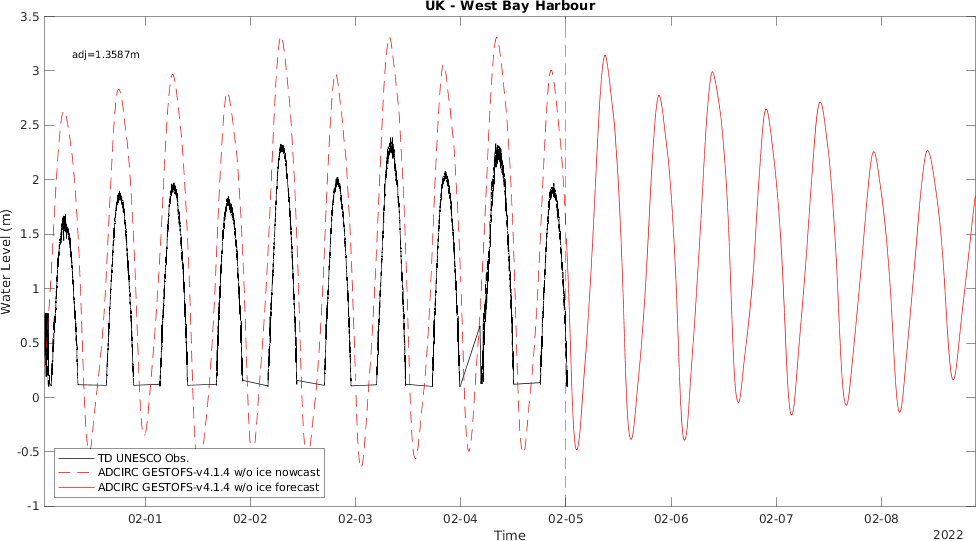 UK - West Bay Harbour
adj=1.3587m
3.5
3
2.5
2
1.5
1
0.5
0
-0.5
-1
Water Level (m)
TD UNESCO Obs.
ADCIRC GESTOFS-v4.1.4 w/o ice nowcast
ADCIRC GESTOFS-v4.1.4 w/o ice forecast
02-01 02-02 02-03 02-04 02-05 02-06 02-07 02-08
Time
2022